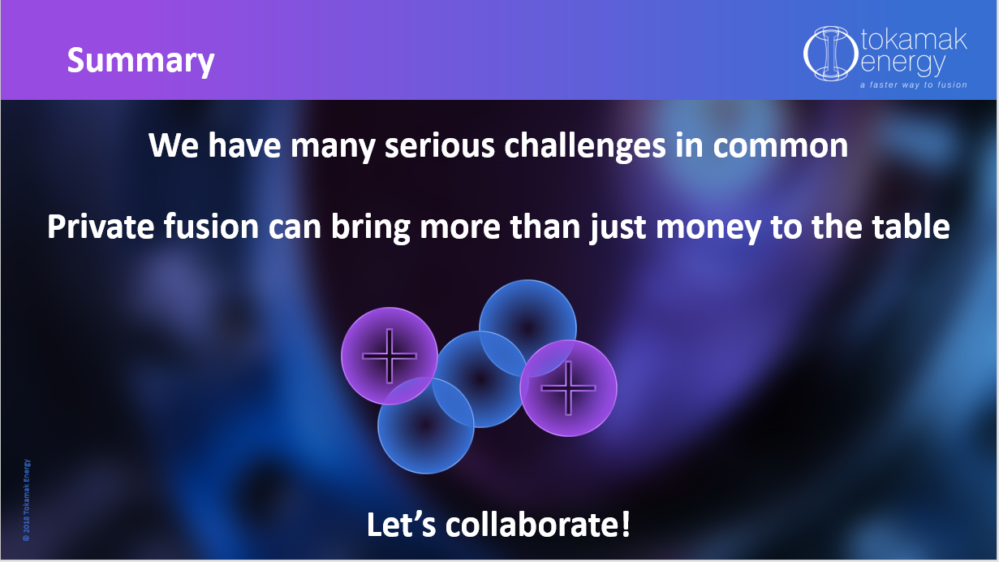 Summary
tokamak
energy
a faster way to fusion
We have many serious challenges in common
Private fusion can bring more than just money to the table
Let’s collaborate!
© 2018 Tokamak Energy